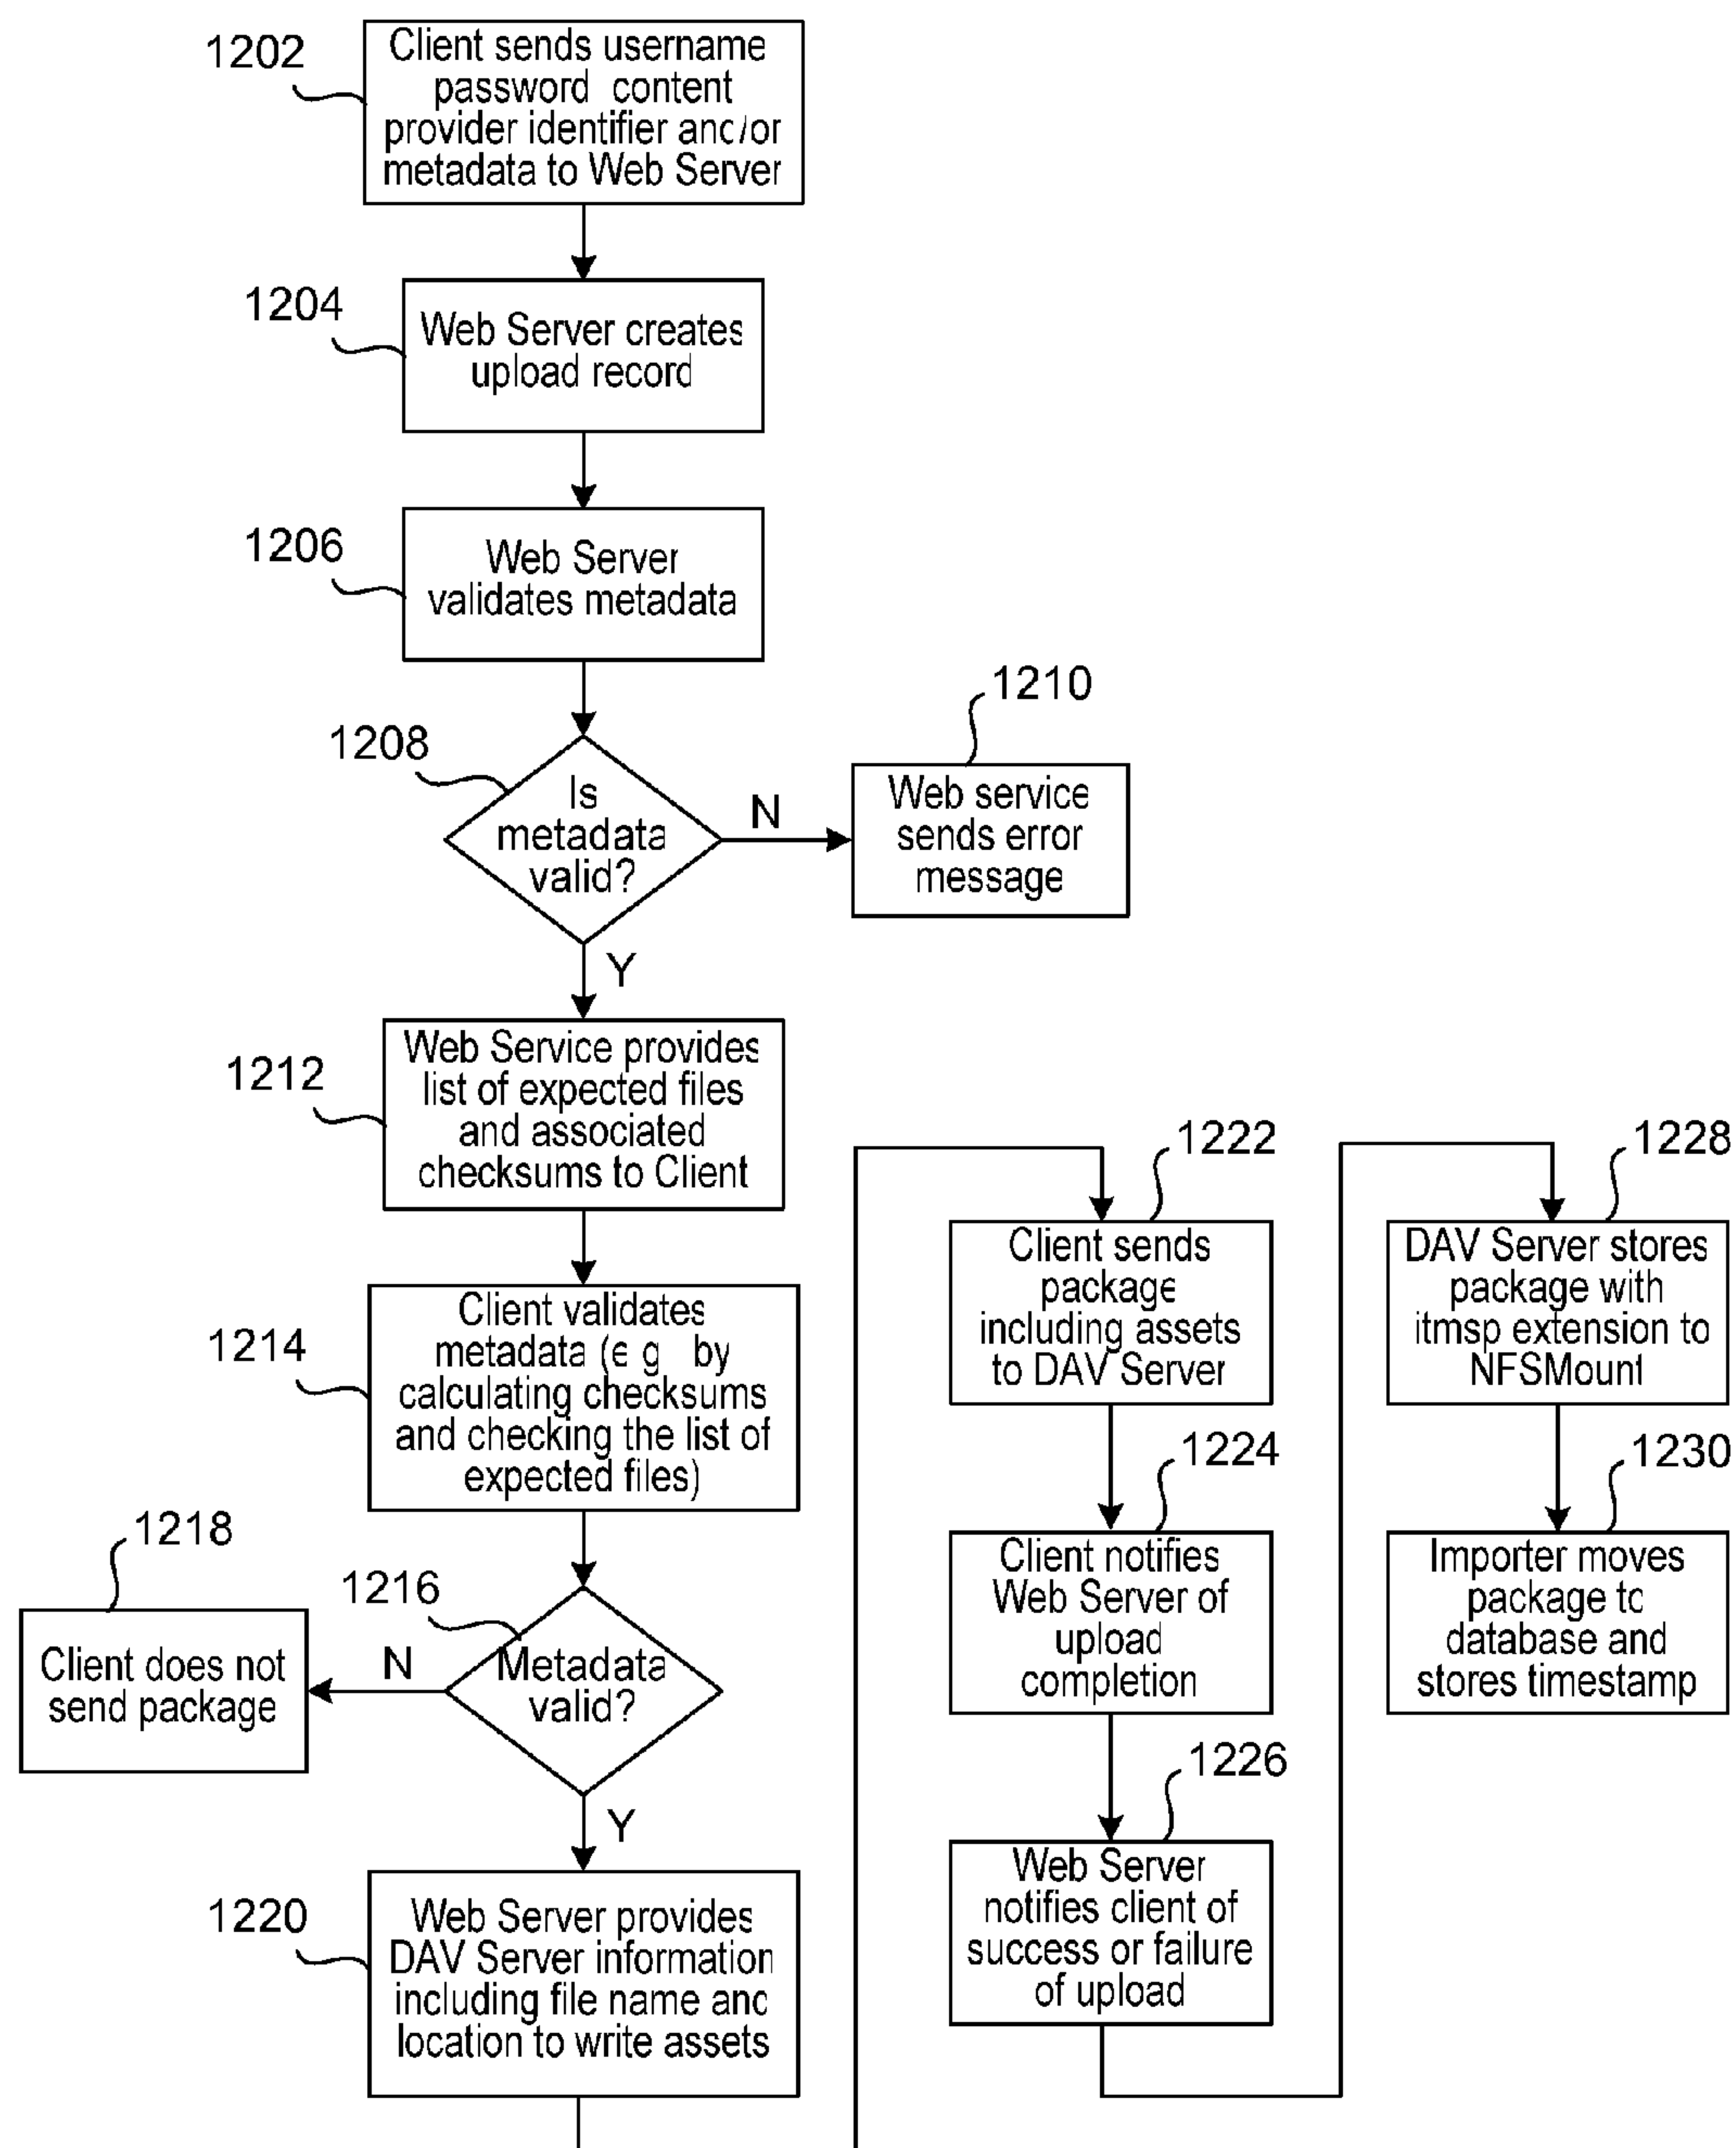 1202
Client sends username
password content
provider identifier and/or
metadata to Web Server
1204
Web Server creates
upload record
1206
Web Server
validates metadata
1208
Is
metadata
valid?
N
1210
Web service
sends error
message
Y
1212
Web Service provides
list of expected files
and associated
checksums to Client
1214
Client validates
metadata (e g by
calculating checksums
and checking the list of
expected files)
1216
Metadata
valid?
N
1218
Client does not
send package
Y
1220
Web Server provides
DAV Server information
including file name and
location to write assets
1222
Client sends
package
including assets
to DAV Server
1224
Client notifies
Web Server of
upload
completion
1226
Web Server
notifies client of
success or failure
of upload
1228
DAV Server stores
package with
itmsp extension to
NFSMount
1230
Importer moves
package to
database and
stores timestamp